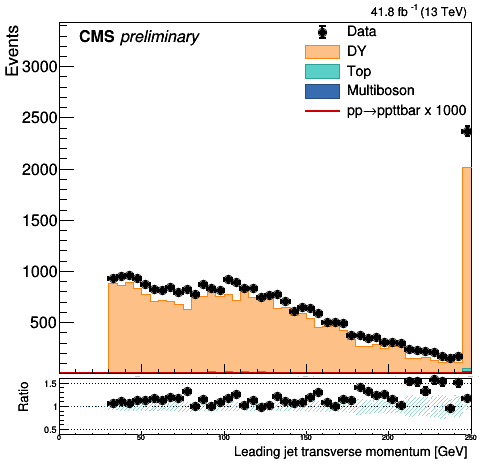 41.8 fb⁻¹ (13 TeV)
CMS preliminary
Data
DY
Top
Multiboson
pp→ppttbar x 1000
Events
3000
2500
2000
1500
1000
500
Ratio
1.5
1
0.5
0 50 100 150 200 250
Leading jet transverse momentum [GeV]